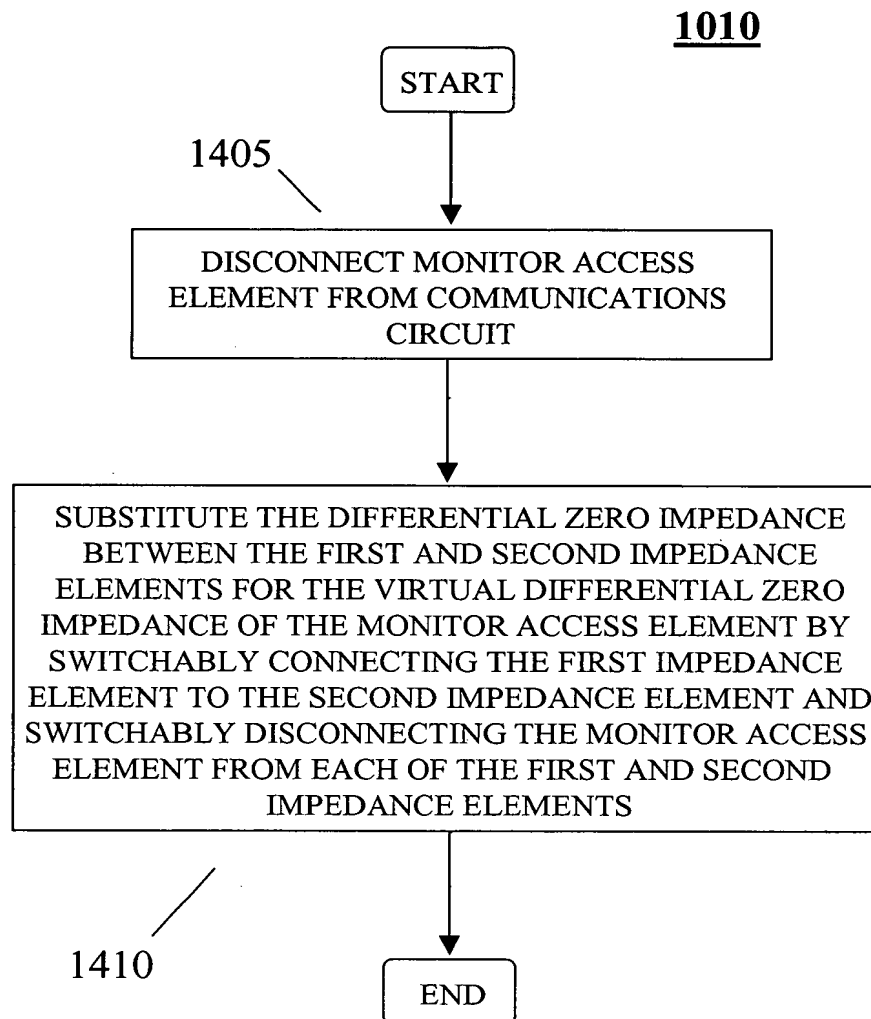 1010
START
1405
DISCONNECT MONITOR ACCESS
ELEMENT FROM COMMUNICATIONS
CIRCUIT
SUBSTITUTE THE DIFFERENTIAL ZERO IMPEDANCE
BETWEEN THE FIRST AND SECOND IMPEDANCE
ELEMENTS FOR THE VIRTUAL DIFFERENTIAL ZERO
IMPEDANCE OF THE MONITOR ACCESS ELEMENT BY
SWITCHABLY CONNECTING THE FIRST IMPEDANCE
ELEMENT TO THE SECOND IMPEDANCE ELEMENT AND
SWITCHABLY DISCONNECTING THE MONITOR ACCESS
ELEMENT FROM EACH OF THE FIRST AND SECOND
IMPEDANCE ELEMENTS
1410
END